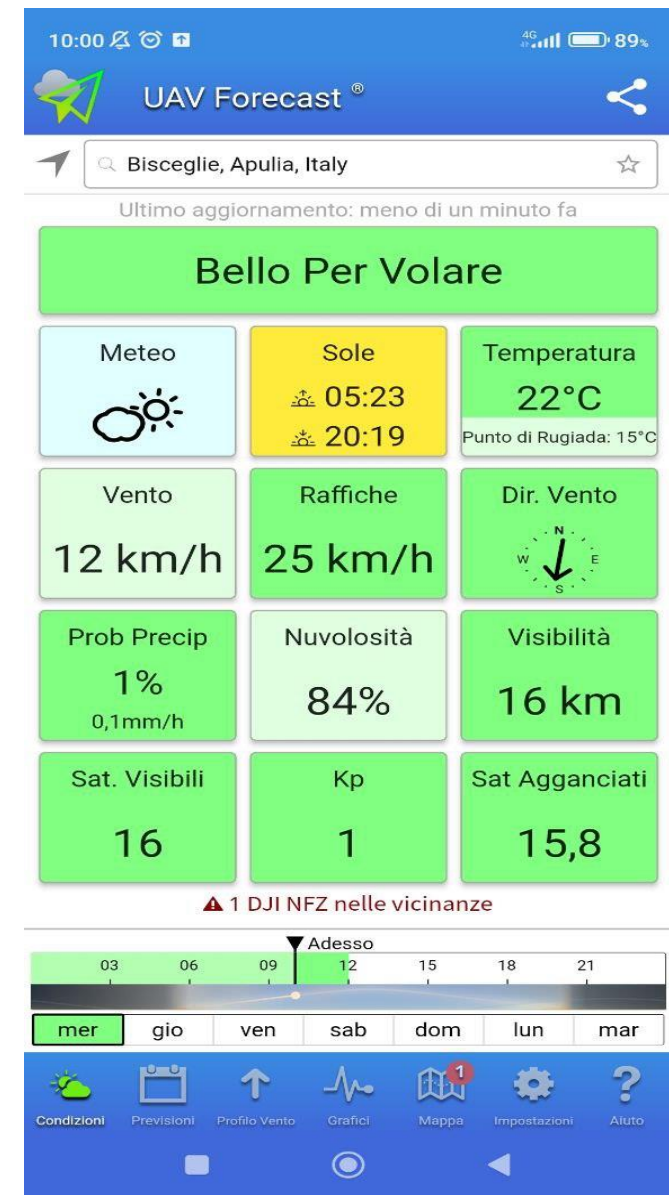 10:00 4G 89%
UAV Forecast ®
Bisceglie, Apulia, Italy
Ultimo aggiornamento: meno di un minuto fa
Bello Per Volare
Meteo Sole Temperatura
05:23 22°C
20:19 Punto di Rugiada: 15°C
Vento Raffiche Dir. Vento
12 km/h 25 km/h N W E S
Prob Precip Nuvolosità Visibilità
1% 84% 16 km
0,1mm/h
Sat. Visibili Kp Sat Agganciati
16 1 15,8
1 DJI NFZ nelle vicinanze
Adesso
03 06 09 12 15 18 21
mer gio ven sab dom lun mar
1
Condizioni Previsioni Profilo Vento Grafici Mappa Impostazioni Aiuto